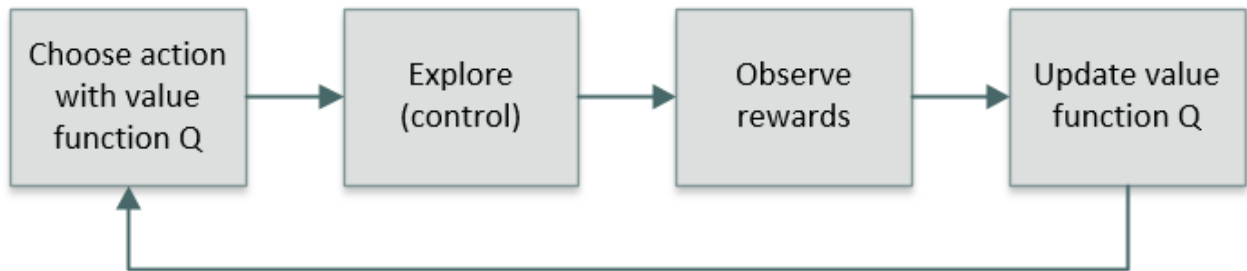 Choose action
with value
function Q
Explore
(control)
Observe
rewards
Update value
function Q